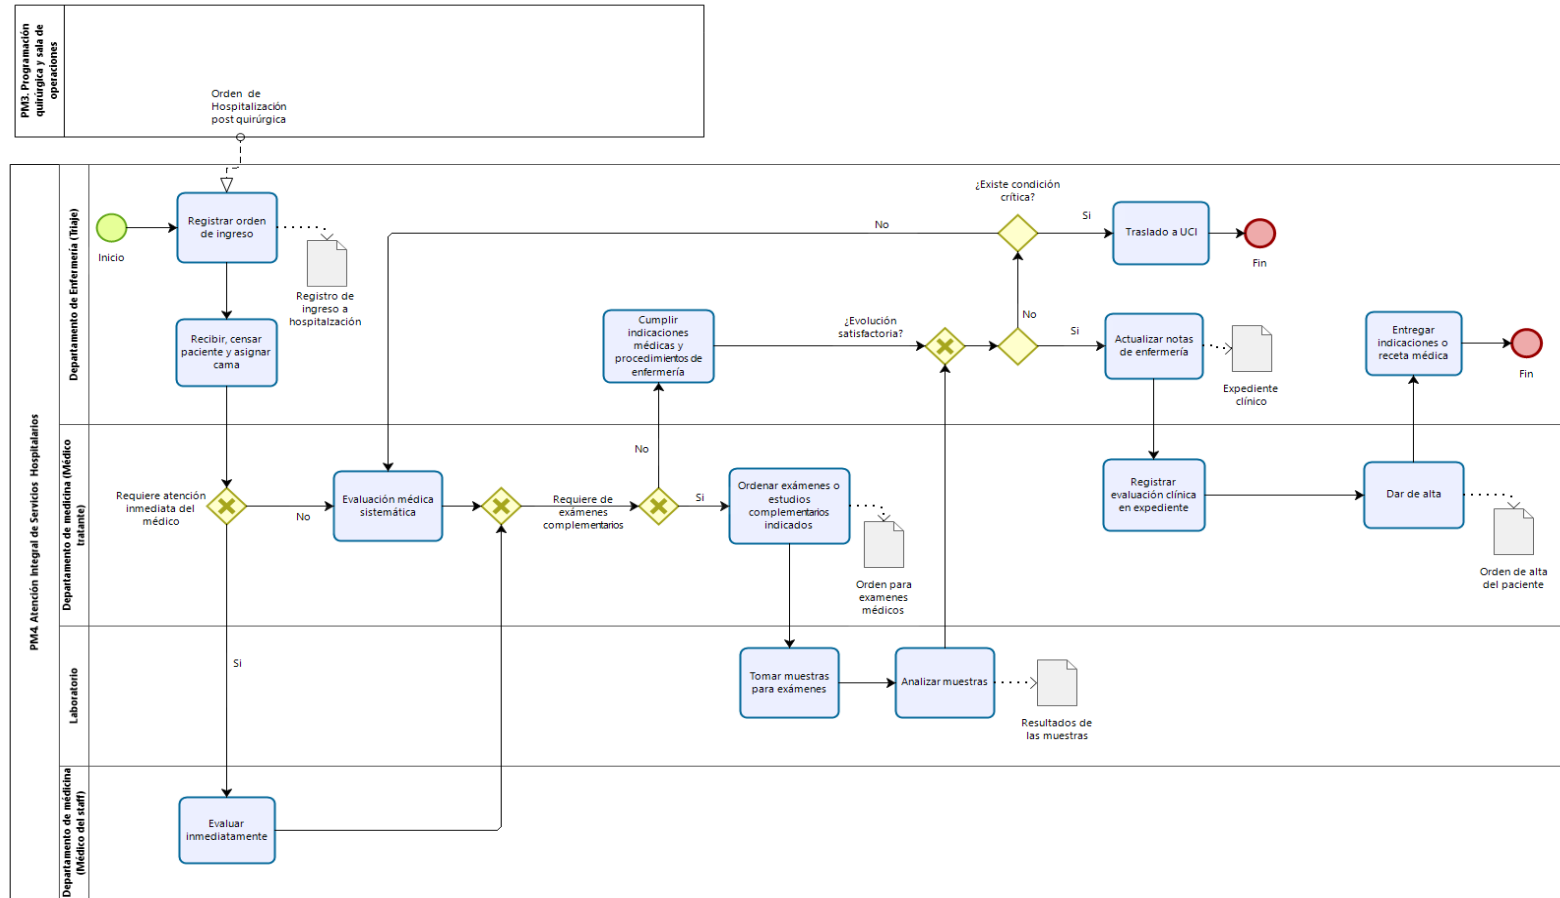 PM3. Programación
quirúrgica y sala de
operaciones
Orden de
Hospitalización
post quirúrgica
PM4. Atención Integral de Servicios Hospitalarios
Departamento de Enfermería (Triaje)
Inicio
Registrar orden
de ingreso
Registro de
ingreso a
hospitalzación
Recibir, censar
paciente y asignar
cama
¿Existe condición
crítica?
No
Si
Traslado a UCI
Fin
Cumplir
indicaciones
médicas y
procedimientos de
enfermería
¿Evolución
satisfactoria?
No
Si
Actualizar notas
de enfermería
Expediente
clínico
Entregar
indicaciones o
receta médica
Fin
Departamento de medicina (Médico
tratante)
Requiere atención
inmediata del
médico
No
Si
Evaluación médica
sistemática
Requiere de
exámenes
complementarios
No
Si
Ordenar exámenes o
estudios
complementarios
indicados
Orden para
examenes
médicos
Registrar
evaluación clínica
en expediente
Dar de alta
Orden de alta
del paciente
Laboratorio
Tomar muestras
para exámenes
Analizar muestras
Resultados de
las muestras
Departamento de médicina
(Médico del staff)
Evaluar
inmediatamente